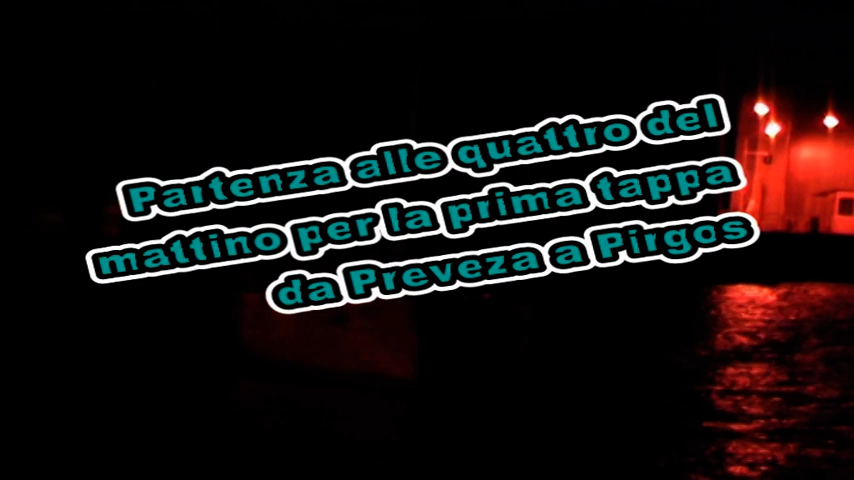 Partenza alle quattro del
mattino per la prima tappa
da Preveza a Pirgos